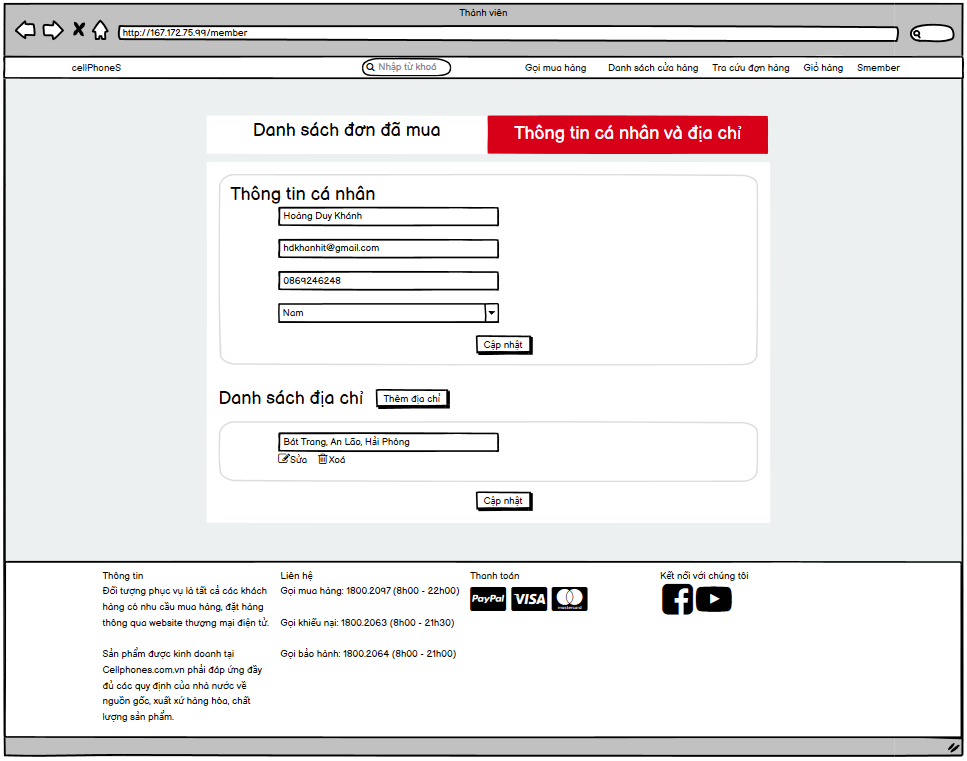 Thành viên
http://167.172.75.99/member
cellPhoneS
Nhập từ khoá
Gọi mua hàng
Danh sách cửa hàng
Tra cứu đơn hàng
Giỏ hàng
Smember
Danh sách đơn đã mua
Thông tin cá nhân và địa chỉ
Thông tin cá nhân
Hoàng Duy Khánh
hdkhanhit@gmail.com
0869246248
Nam
Cập nhật
Danh sách địa chỉ
Thêm địa chỉ
Bát Trang, An Lão, Hải Phòng
Sửa
Xoá
Cập nhật
Thông tin
Đối tượng phục vụ là tất cả các khách
hàng có nhu cầu mua hàng, đặt hàng
thông qua website thương mại điện tử.
Sản phẩm được kinh doanh tại
Cellphones.com.vn phải đáp ứng đầy
đủ các quy định của nhà nước về
nguồn gốc, xuất xứ hàng hóa, chất
lượng sản phẩm.
Liên hệ
Gọi mua hàng: 1800.2097 (8h00 - 22h00)
Gọi khiếu nại: 1800.2063 (8h00 - 21h30)
Gọi bảo hành: 1800.2064 (8h00 - 21h00)
Thanh toán
PayPal
VISA
mastercard
Kết nối với chúng tôi